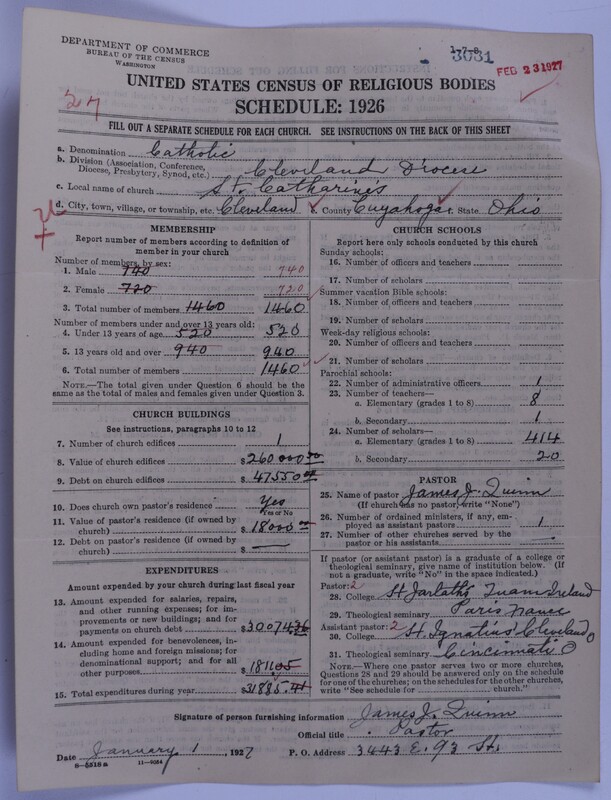 DEPARTMENT OF COMMERCE
BUREAU OF THE CENSUS
WASHINGTON
1-7-8
3031
FEB 23 1927
UNITED STATES CENSUS OF RELIGIOUS BODIES
SCHEDULE: 1926
27
FILL OUT A SEPARATE SCHEDULE FOR EACH CHURCH. SEE INSTRUCTIONS ON THE BACK OF THIS SHEET
a. Denomination Catholic
b. Division (Association, Conference, Diocese, Presbytery, Synod, etc.) Cleveland Diocese
c. Local name of church St. Catharines
d. City, town, village, or township, etc. Cleveland e. County Cuyahoga State Ohio
MEMBERSHIP
Report number of members according to definition of
member in your church
Number of members, by sex:
1. Male 740 740
2. Female 720 720
3. Total number of members 1460 1460
Number of members under and over 13 years old:
4. Under 13 years of age 520 520
5. 13 years old and over 940 940
6. Total number of members 1460
NOTE.—The total given under Question 6 should be
the same as the total of males and females given under Question 3.
CHURCH BUILDINGS
See instructions, paragraphs 10 to 12
7. Number of church edifices 1
8. Value of church edifices $260000 00
9. Debt on church edifices $47550 00
10. Does church own pastor's residence? Yes
Yes or No
11. Value of pastor's residence (if owned by
church) $18000
12. Debt on pastor's residence (if owned by
church) $ —
EXPENDITURES
Amount expended by your church during last fiscal year
13. Amount expended for salaries, repairs,
and other running expenses; for im-
provements or new buildings; and for
payments on church debt $30074.36
14. Amount expended for benevolences, in-
cluding home and foreign missions; for
denominational support; and for all
other purposes $1811.05
15. Total expenditures during year $31885.41
CHURCH SCHOOLS
Report here only schools conducted by this church
Sunday schools:
16. Number of officers and teachers
17. Number of scholars
Summer vacation Bible schools:
18. Number of officers and teachers
19. Number of scholars
Week-day religious schools:
20. Number of officers and teachers
21. Number of scholars
Parochial schools:
22. Number of administrative officers 1
23. Number of teachers—
a. Elementary (grades 1 to 8) 8
b. Secondary 1
24. Number of scholars—
a. Elementary (grades 1 to 8) 414
b. Secondary 20
PASTOR
25. Name of pastor James J. Quinn
(If church has no pastor, write "None")
26. Number of ordained ministers, if any, em-
ployed as assistant pastors 1
27. Number of other churches served by the
pastor or his assistants
If pastor (or assistant pastor) is a graduate of a college or
theological seminary, give name of institution below. (If
not a graduate, write "No" in the space indicated.)
Pastor: 2
28. College St Jarlaths Tuam Ireland
29. Theological seminary Paris France
Assistant pastor: 2
30. College St. Ignatius Cleveland O
31. Theological seminary Cincinnati O
NOTE.—Where one pastor serves two or more churches,
Questions 28 and 29 should be answered only on the schedule
for one of the churches; on the schedules for the other churches,
write "See schedule for church."
Signature of person furnishing information James J. Quinn
Official title Pastor
Date January 1 1927 P. O. Address 3443 E. 93 St.
8—5518 a